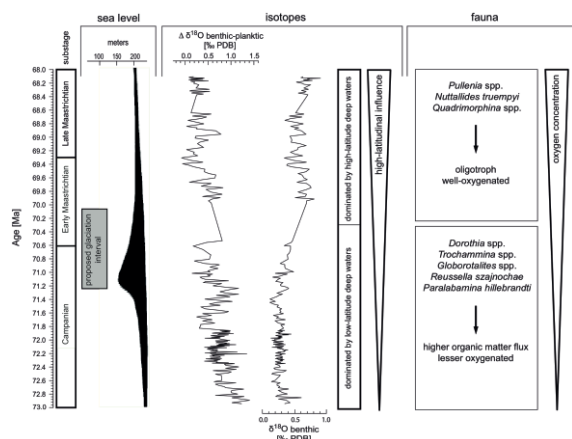 sea level
isotopes
fauna
substage
meters
100
200
Δ δ18O benthic-planktic
[‰ PDB]
0.0
0.5
1.0
1.5
Age [Ma]
68.0
68.2
68.4
68.6
68.8
69.0
69.2
69.4
69.6
69.8
70.0
70.2
70.4
70.6
70.8
71.0
71.2
71.4
71.6
71.8
72.0
72.2
72.4
72.6
72.8
73.0
Late Maastrichtian
Early Maastrichtian
Campanian
proposed glaciation
interval
0.0
0.5
1.0
δ18O benthic
[‰ PDB]
dominated by high-latitude deep waters
dominated by low-latitude deep waters
high-latitudinal influence
Pullenia spp.
Nuttallides truempyi
Quadrimorphina spp.
oligotroph
well-oxygenated
Dorothia spp.
Trochammina spp.
Globorotalites spp.
Reussella szajnochae
Paralabamina hillebrandti
higher organic matter flux
lesser oxygenated
oxygen concentration